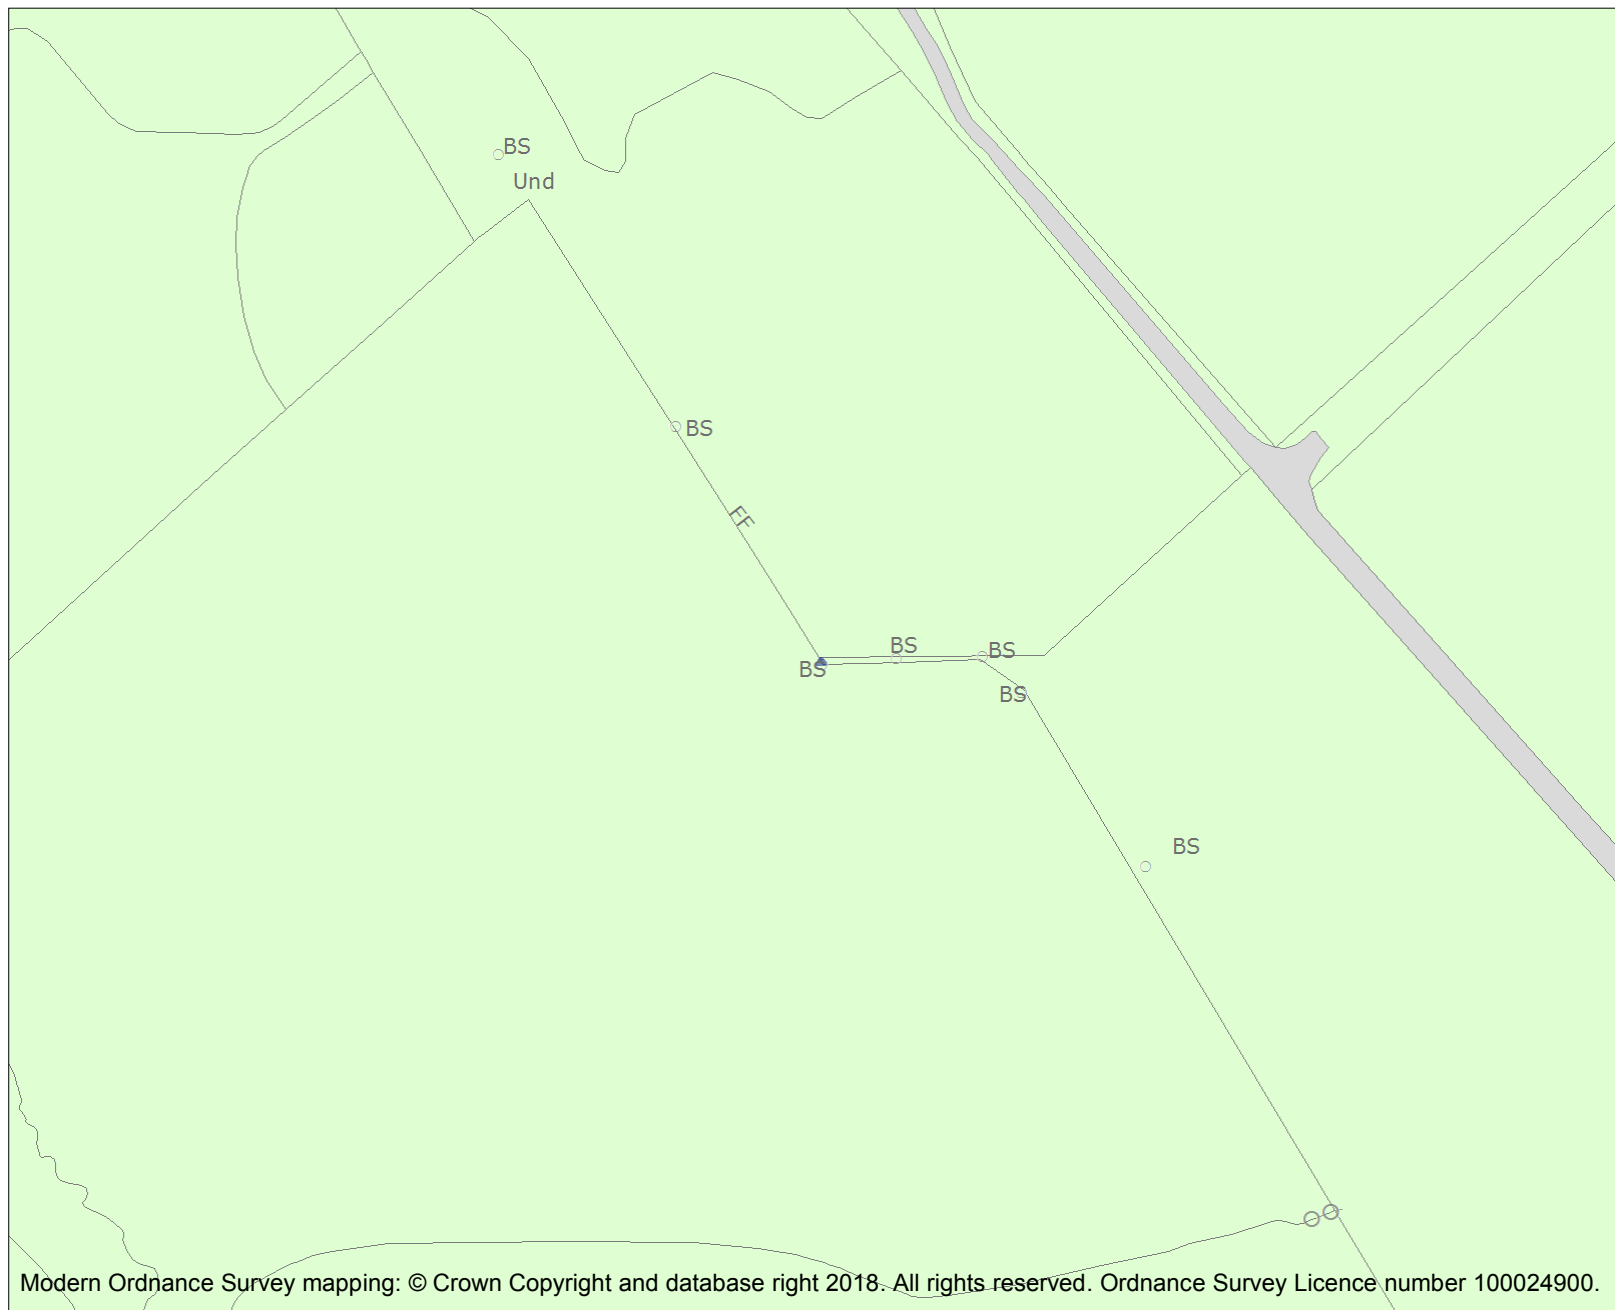 BS
Und
BS
FF
BS
BS
BS
BS
BS
Modern Ordnance Survey mapping: © Crown Copyright and database right 2018. All rights reserved. Ordnance Survey Licence number 100024900.